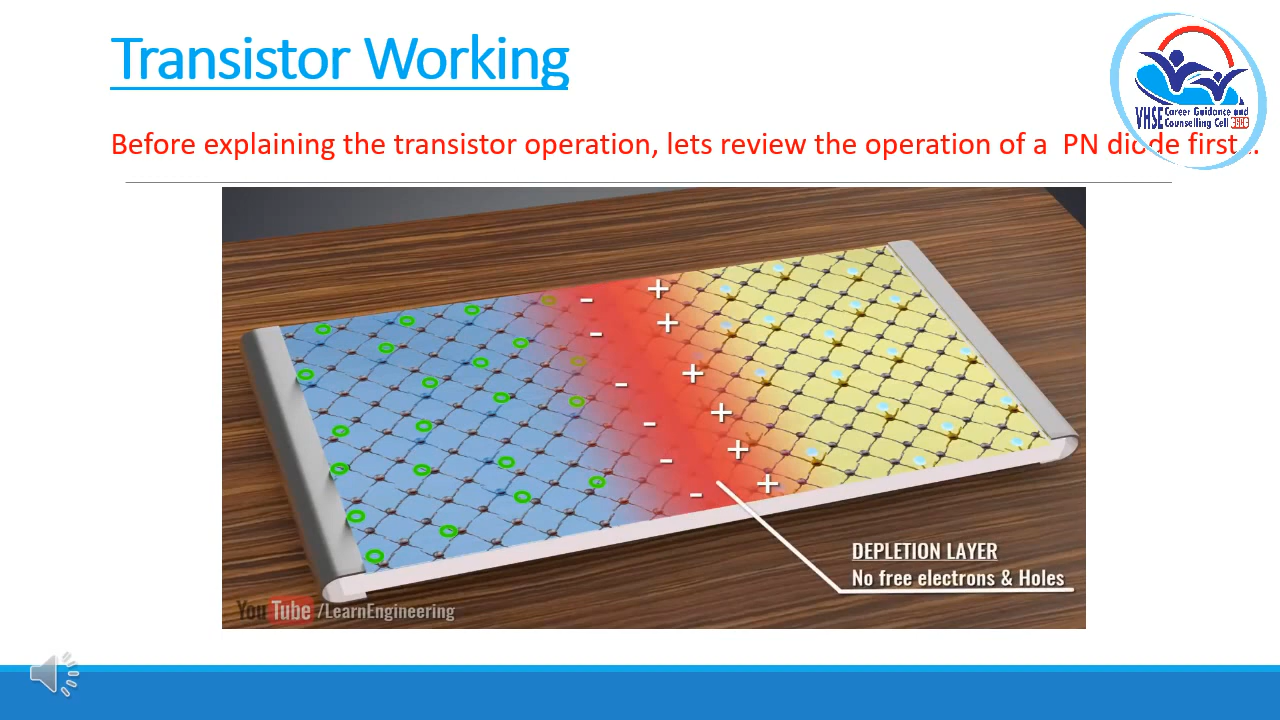 Transistor Working
VHSE Career Guidance and
Counselling Cell
Before explaining the transistor operation, lets review the operation of a PN diode first
- +
- +
- +
- +
- +
- +
DEPLETION LAYER
No free electrons & Holes
YouTube /LearnEngineering